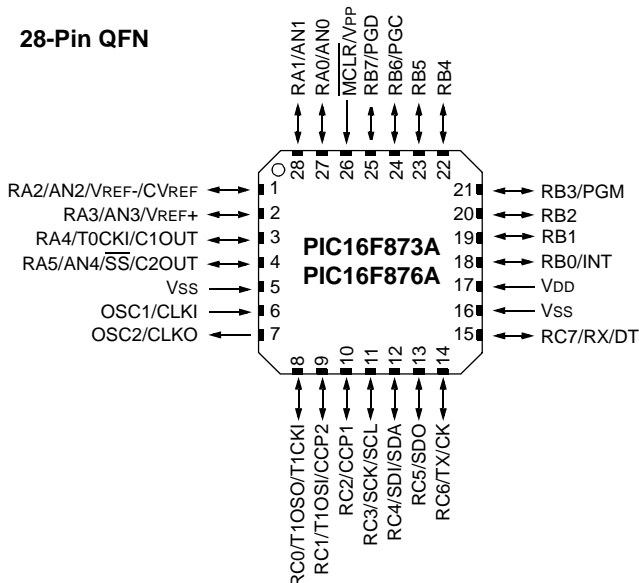 28-Pin QFN
RA1/AN1
RA0/AN0
MCLR/VPP
RB7/PGD
RB6/PGC
RB5
RB4
28
27
26
25
24
23
22
RA2/AN2/VREF-/CVREF
1
RA3/AN3/VREF+
2
RA4/T0CKI/C1OUT
3
RA5/AN4/SS/C2OUT
4
VSS
5
OSC1/CLKI
6
OSC2/CLKO
7
PIC16F873A
PIC16F876A
21
RB3/PGM
20
RB2
19
RB1
18
RB0/INT
17
VDD
16
VSS
15
RC7/RX/DT
8
9
10
11
12
13
14
RC0/T1OSO/T1CKI
RC1/T1OSI/CCP2
RC2/CCP1
RC3/SCK/SCL
RC4/SDI/SDA
RC5/SDO
RC6/TX/CK